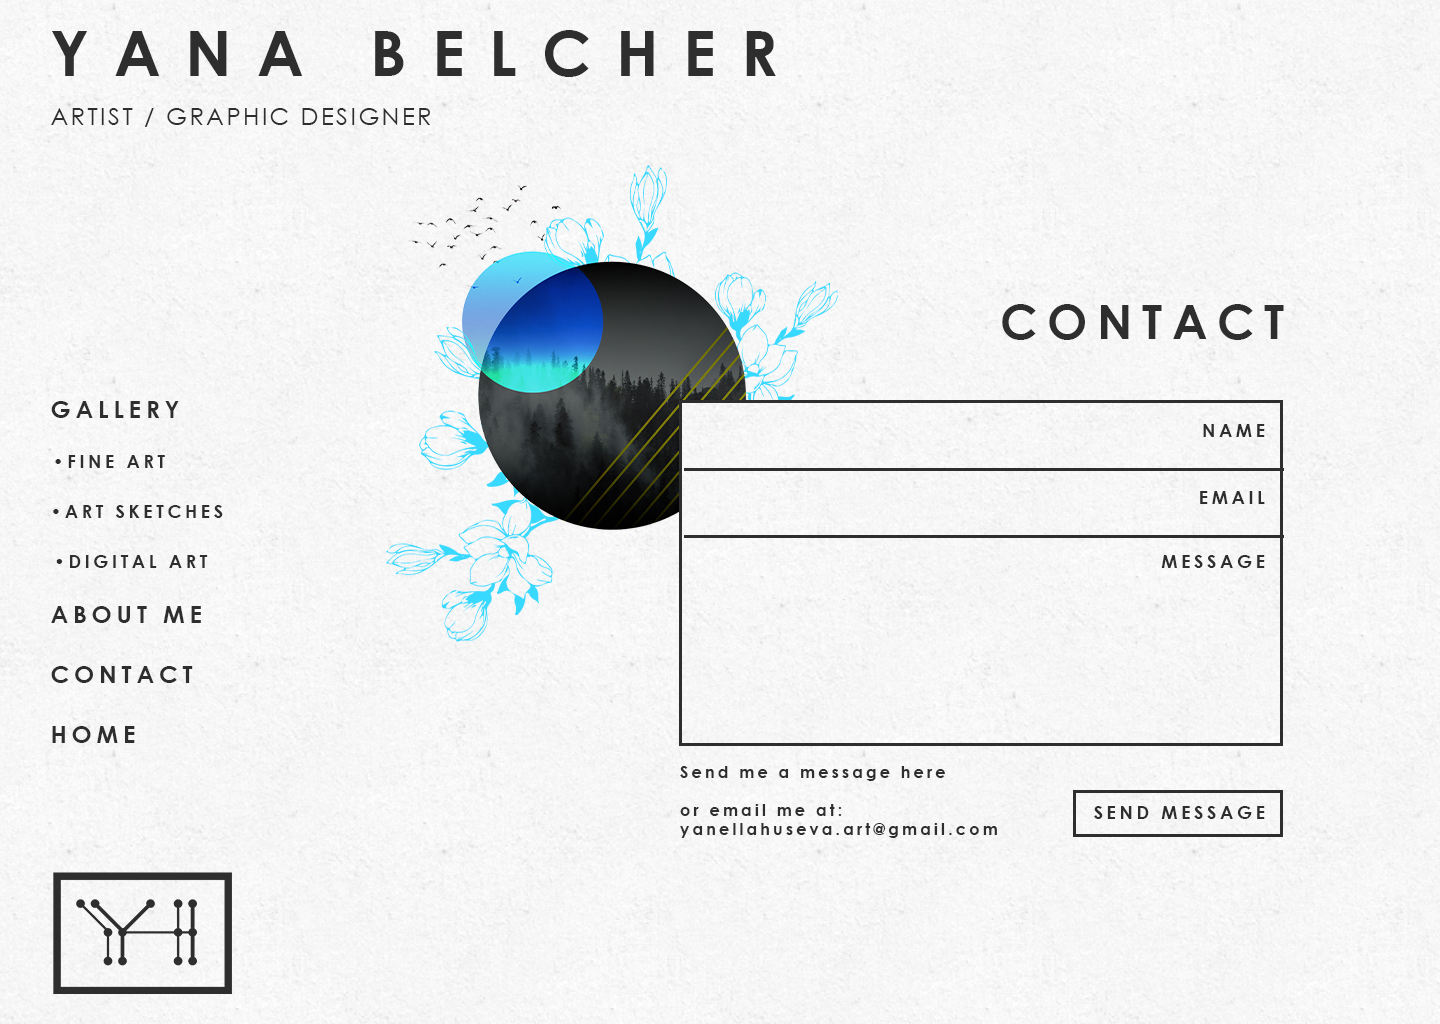 YANA BELCHER
ARTIST / GRAPHIC DESIGNER
CONTACT
GALLERY
•FINE ART
•ART SKETCHES
•DIGITAL ART
ABOUT ME
CONTACT
HOME
NAME
EMAIL
MESSAGE
Send me a message here
or email me at:
yanellahuseva.art@gmail.com
SEND MESSAGE
YH